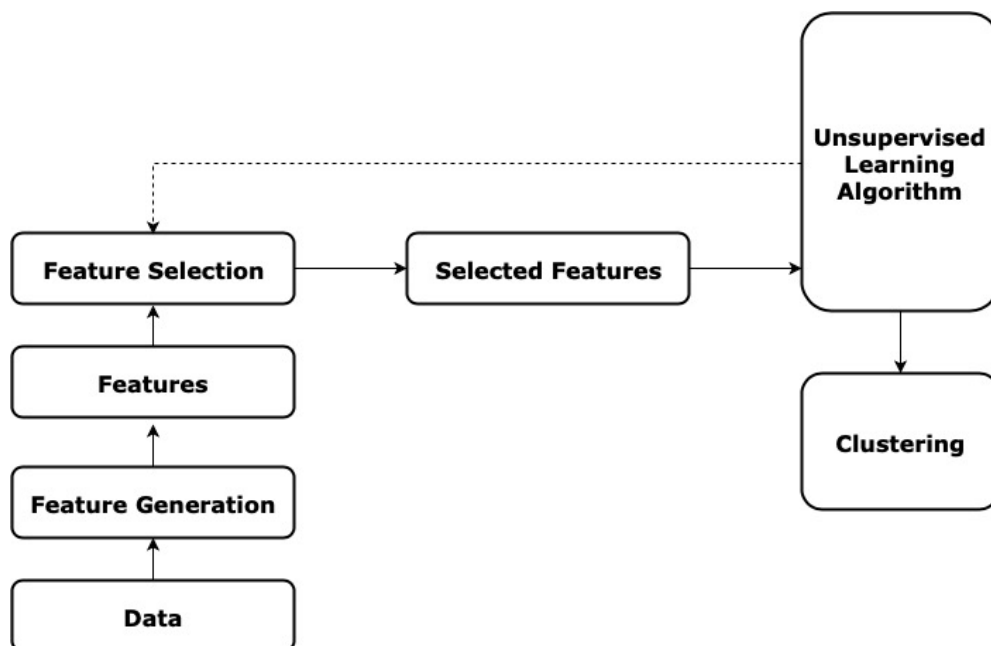 Unsupervised
Learning
Algorithm
Feature Selection
Selected Features
Features
Clustering
Feature Generation
Data